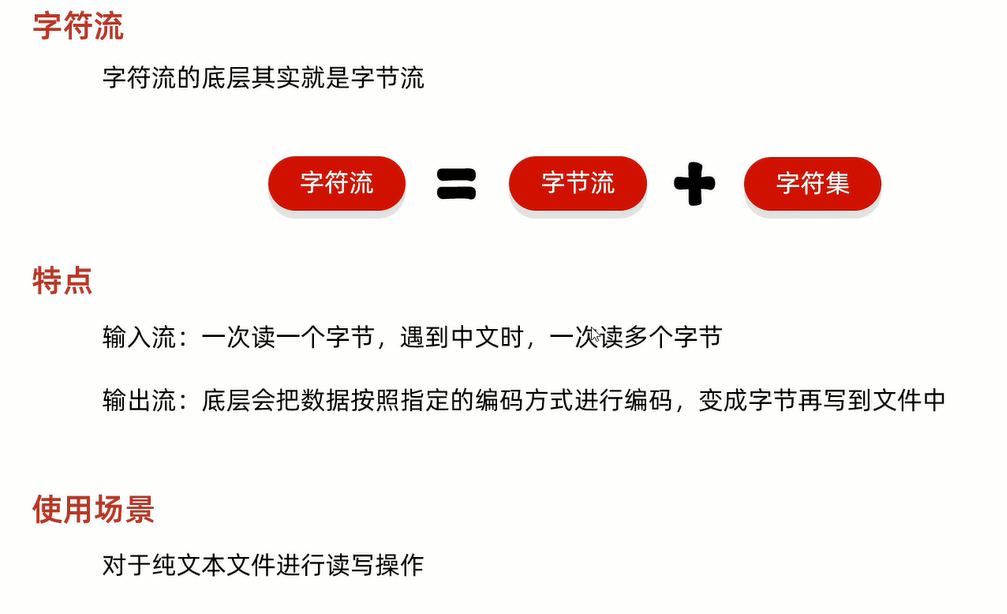 字符流
字符流的底层其实就是字节流
字符流 = 字节流 + 字符集
特点
输入流：一次读一个字节，遇到中文时，一次读多个字节
输出流：底层会把数据按照指定的编码方式进行编码，变成字节再写到文件中
使用场景
对于纯文本文件进行读写操作